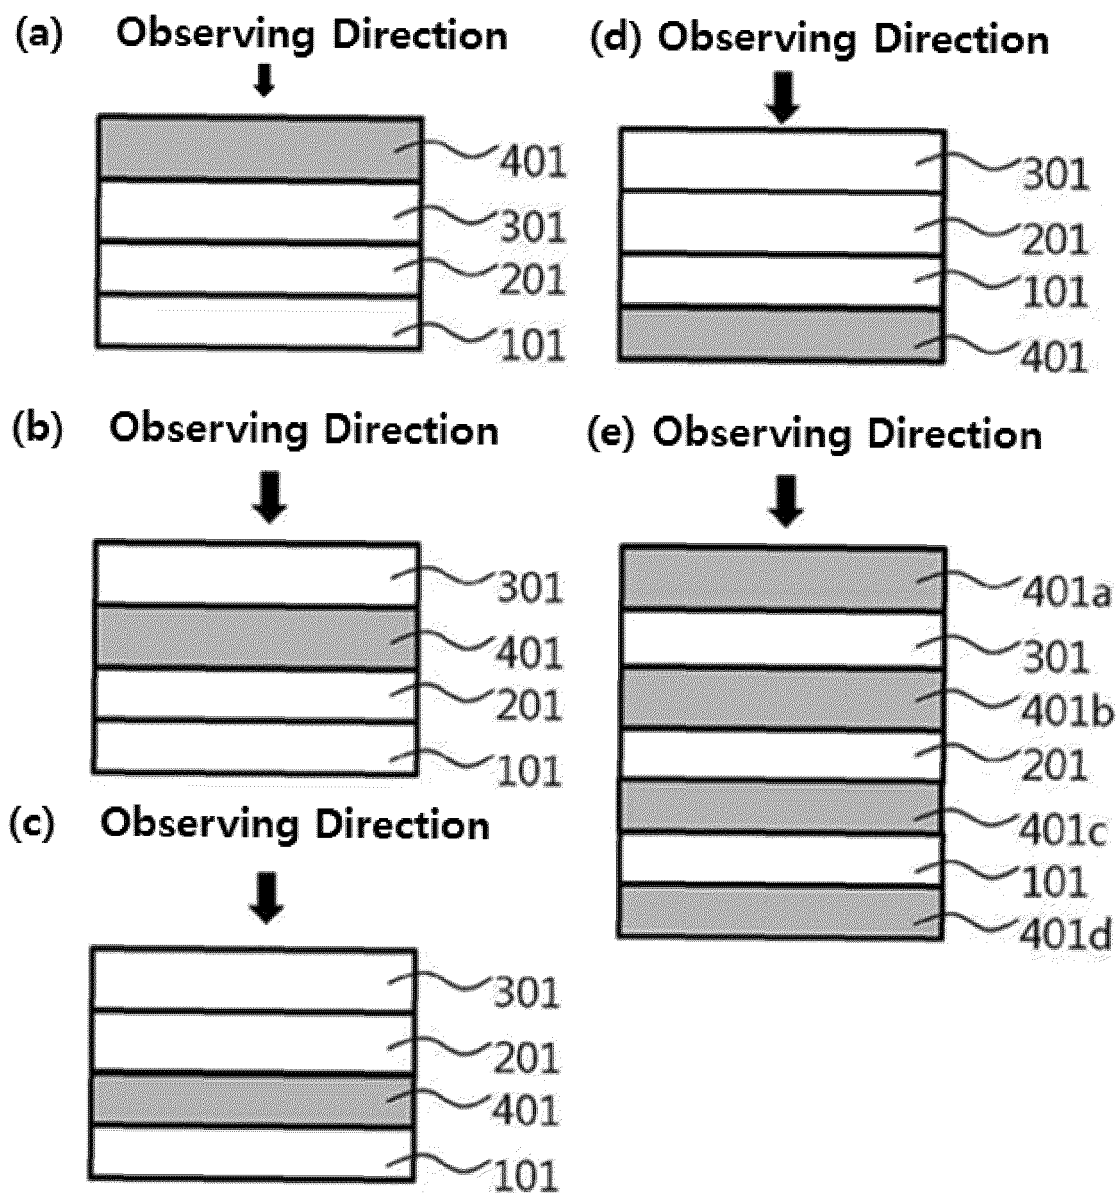 (a) Observing Direction
401
301
201
101
(b) Observing Direction
301
401
201
101
(c) Observing Direction
301
201
401
101
(d) Observing Direction
301
201
101
401
(e) Observing Direction
401a
301
401b
201
401c
101
401d